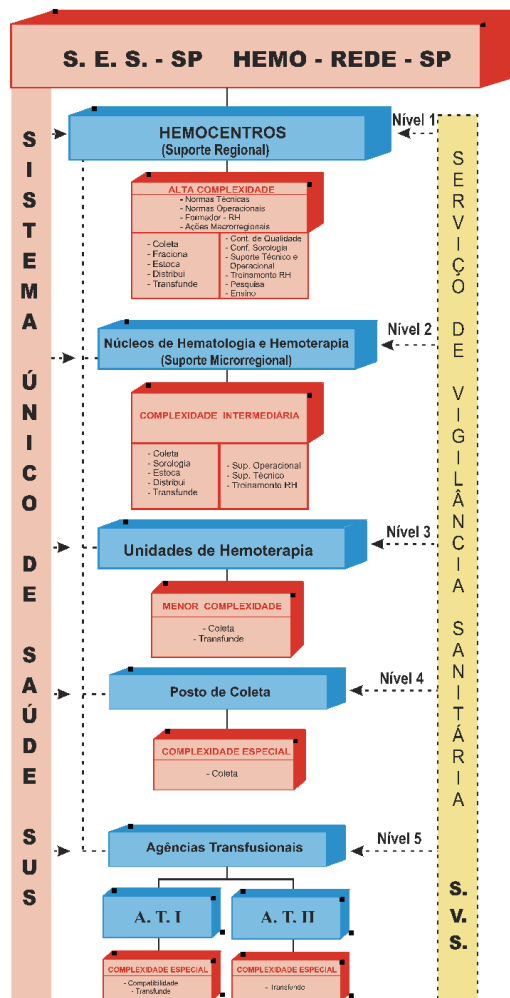 S. E. S. - SP HEMO - REDE - SP
SISTEMA ÚNICO DE SAÚDE SUS
SERVIÇO DE VIGILÂNCIA SANITÁRIA S.V.S.
Nível 1
HEMOCENTROS
(Suporte Regional)
ALTA COMPLEXIDADE
- Normas Técnicas
- Normas Operacionais
- Formador - RH
- Ações Macrorregionais
- Coleta
- Fraciona
- Estoca
- Distribui
- Transfunde
- Cont. de Qualidade
- Conf. Sorologia
- Suporte Técnico e
Operacional
- Treinamento RH
- Pesquisa
- Ensino
Nível 2
Núcleos de Hematologia e Hemoterapia
(Suporte Microrregional)
COMPLEXIDADE INTERMEDIÁRIA
- Coleta
- Sorologia
- Estoca
- Distribui
- Transfunde
- Sup. Operacional
- Sup. Técnico
- Treinamento RH
Nível 3
Unidades de Hemoterapia
MENOR COMPLEXIDADE
- Coleta
- Transfunde
Nível 4
Posto de Coleta
COMPLEXIDADE ESPECIAL
- Coleta
Nível 5
Agências Transfusionais
A. T. I
A. T. II
COMPLEXIDADE ESPECIAL
- Compatibilidade
- Transfunde
COMPLEXIDADE ESPECIAL
- Transfunde